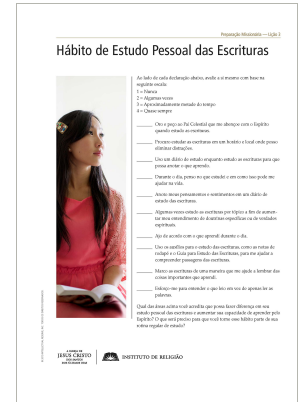 Preparação Missionária — Lição 3
Hábito de Estudo Pessoal das Escrituras
Ao lado de cada declaração abaixo, avalie a si mesmo com base na
seguinte escala:
1 = Nunca
2 = Algumas vezes
3 = Aproximadamente metade do tempo
4 = Quase sempre
Oro e peço ao Pai Celestial que me abençoe com o Espírito
quando estudo as escrituras.
Procuro estudar as escrituras em um horário e local onde posso
eliminar distrações.
Uso um diário de estudo enquanto estudo as escrituras para que
possa anotar o que aprendo.
Durante o dia, penso no que estudei e em como isso pode me
ajudar na vida.
Anoto meus pensamentos e sentimentos em um diário de
estudo das escrituras.
Algumas vezes estudo as escrituras por tópico a fim de aumen-
tar meu entendimento de doutrinas específicas ou de verdades
espirituais.
Ajo de acordo com o que aprendi durante o dia.
Uso os auxílios para o estudo das escrituras, como as notas de
rodapé e o Guia para Estudo das Escrituras, para me ajudar a
compreender passagens das escrituras.
Marco as escrituras de uma maneira que me ajude a lembrar das
coisas importantes que aprendi.
Esforço-me para entender o que leio em vez de apenas ler as
palavras.
Qual das áreas acima você acredita que possa fazer diferença em seu
estudo pessoal das escrituras e aumentar sua capacidade de aprender pelo
Espírito? O que será preciso para que você torne esse hábito parte de sua
rotina regular de estudo?
A IGREJA DE
JESUS CRISTO
DOS SANTOS
DOS ÚLTIMOS DIAS
INSTITUTO DE RELIGIÃO